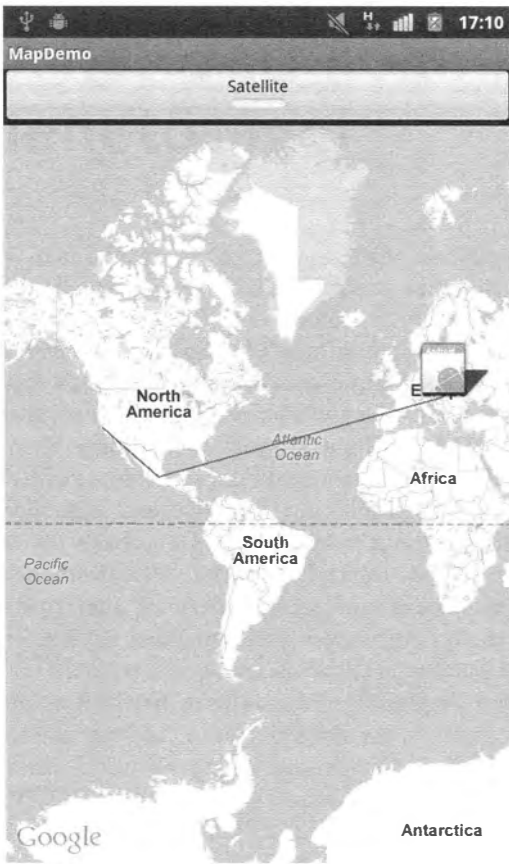 H
17:10
MapDemo
Satellite
North
America
Atlantic
Ocean
Africa
South
America
Pacific
Ocean
Google
Antarctica